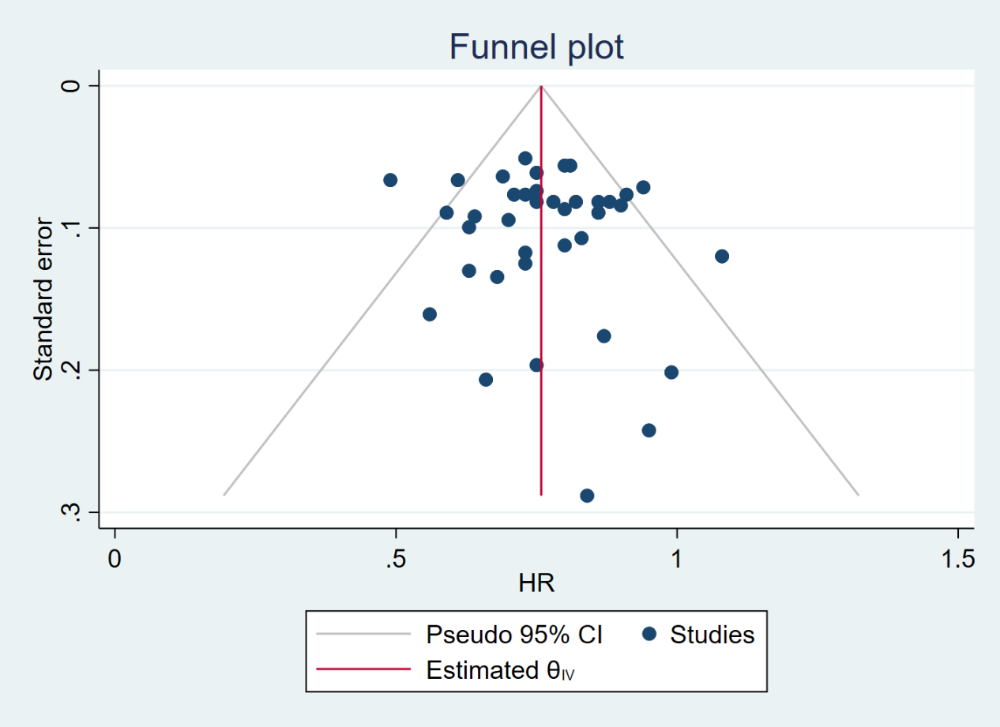 Funnel plot
0
.1
.2
.3
Standard error
0
.5
1
1.5
HR
Pseudo 95% CI
Studies
Estimated θIV